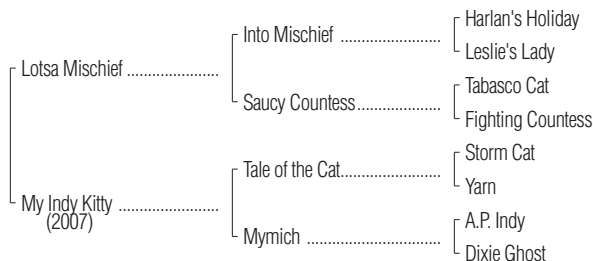 Harlan's Holiday
Into Mischief ....................
Leslie's Lady
Lotsa Mischief ......................
Tabasco Cat
Saucy Countess.................
Fighting Countess
Storm Cat
Tale of the Cat....................
Yarn
My Indy Kitty ........................
(2007)
A.P. Indy
Mymich ...........................
Dixie Ghost